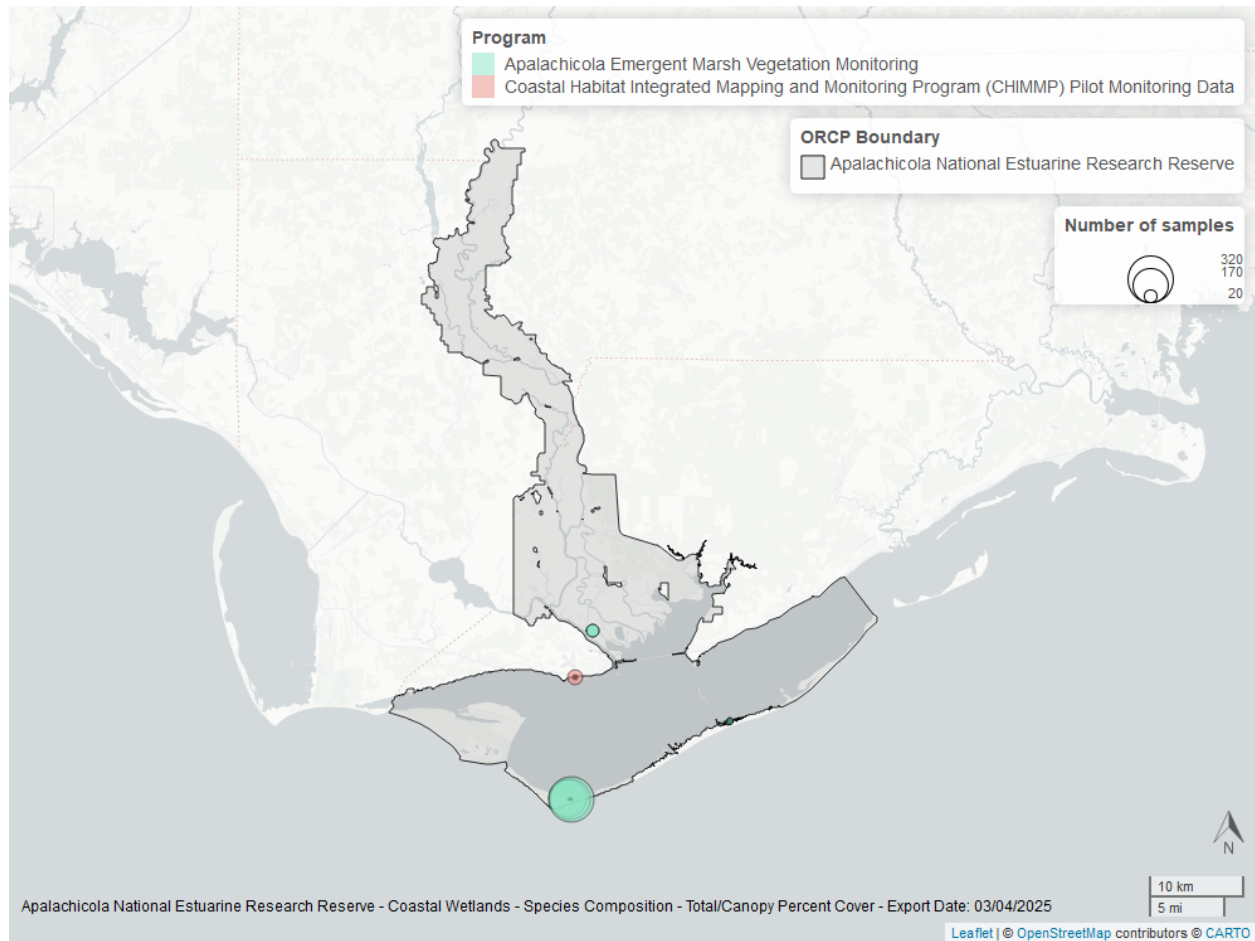 Program
Apalachicola Emergent Marsh Vegetation Monitoring
Coastal Habitat Integrated Mapping and Monitoring Program (CHIMMP) Pilot Monitoring Data
ORCP Boundary
Apalachicola National Estuarine Research Reserve
Number of samples
320
170
20
N
10 km
5 mi
Apalachicola National Estuarine Research Reserve - Coastal Wetlands - Species Composition - Total/Canopy Percent Cover - Export Date: 03/04/2025
Leaflet | © OpenStreetMap contributors © CARTO